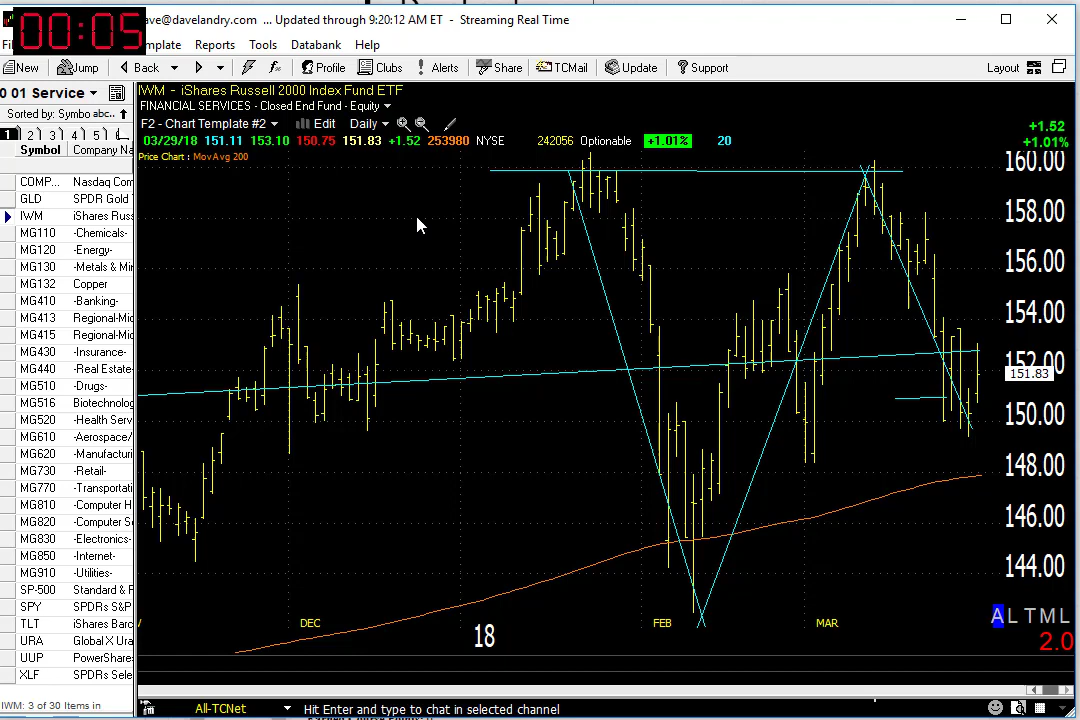 00:05
ave@davelandry.com ... Updated through 9:20:12 AM ET - Streaming Real Time
mplate Reports Tools Databank Help
New Jump Back Profile Clubs Alerts Share TCMail Update Support Layout
0 01 Service
IWM - iShares Russell 2000 Index Fund ETF
FINANCIAL SERVICES - Closed End Fund - Equity
Sorted by: Symbo abc..
F2 - Chart Template #2 Edit Daily
1 2 3 4 5
03/29/18 151.11 153.10 150.75 151.83 +1.52 253980 NYSE 242056 Optionable +1.01% 20
+1.52
+1.01%
Symbol Company Na
Price Chart : MovAvg 200
COMP... Nasdaq Com
GLD SPDR Gold
IWM iShares Russ
MG110 -Chemicals-
MG120 -Energy-
MG130 -Metals & Mi
MG132 Copper
MG410 -Banking-
MG413 Regional-Mid
MG415 Regional-Mid
MG430 -Insurance-
MG440 -Real Estate-
MG510 -Drugs-
MG516 Biotechnolog
MG520 -Health Serv
MG610 -Aerospace/
MG620 -Manufacturi
MG730 -Retail-
MG770 -Transportati
MG810 -Computer H
MG820 -Computer S
MG830 -Electronics-
MG850 -Internet-
MG910 -Utilities-
SP-500 Standard & P
SPY SPDRs S&P
TLT iShares Barc
URA Global X Ura
UUP PowerShare
XLF SPDRs Sele
160.00
158.00
156.00
154.00
152.00
151.83
150.00
148.00
146.00
144.00
DEC 18 FEB MAR
A L T M L
2.0
IWM: 3 of 30 Items in
All-TCNet Hit Enter and type to chat in selected channel